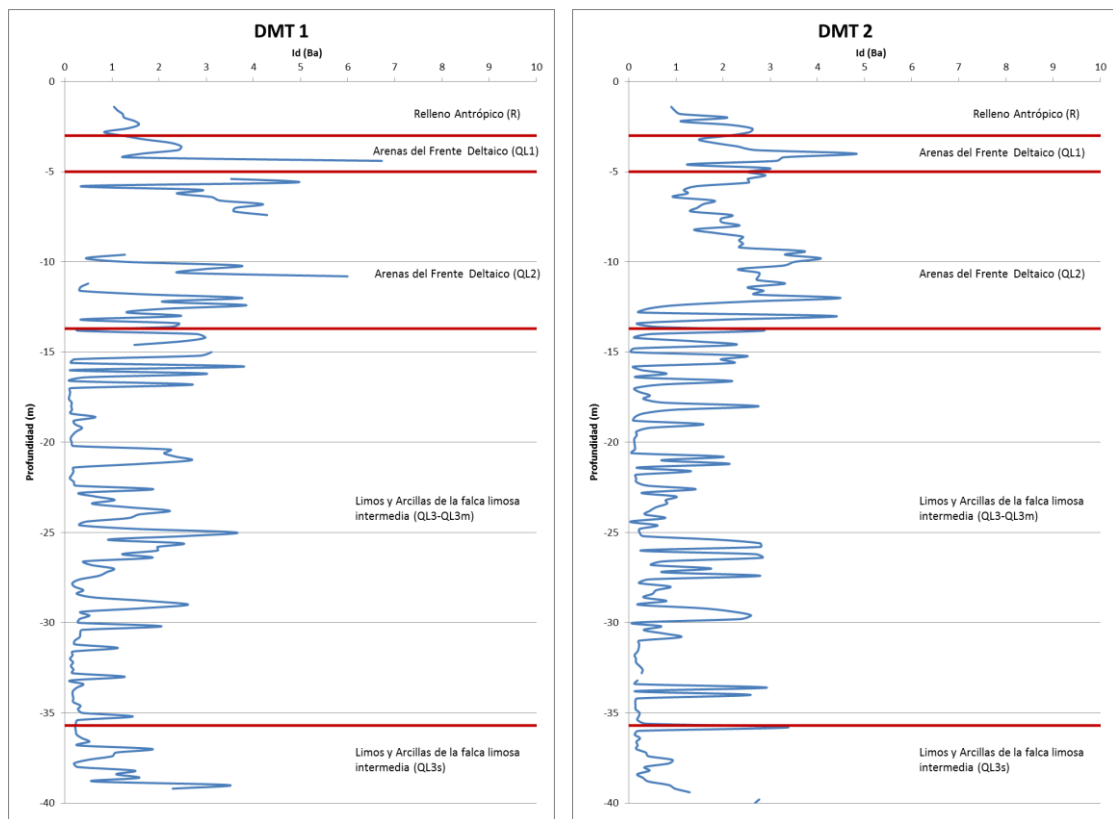 DMT 1
Id (Ba)
0 1 2 3 4 5 6 7 8 9 10
0
-5
-10
-15
-20
-25
-30
-35
-40
Profundidad (m)
Relleno Antrópico (R)
Arenas del Frente Deltaico (QL1)
Arenas del Frente Deltaico (QL2)
Limos y Arcillas de la falca limosa
intermedia (QL3-QL3m)
Limos y Arcillas de la falca limosa
intermedia (QL3s)
DMT 2
Id (Ba)
0 1 2 3 4 5 6 7 8 9 10
0
-5
-10
-15
-20
-25
-30
-35
-40
Profundidad (m)
Relleno Antrópico (R)
Arenas del Frente Deltaico (QL1)
Arenas del Frente Deltaico (QL2)
Limos y Arcillas de la falca limosa
intermedia (QL3-QL3m)
Limos y Arcillas de la falca limosa
intermedia (QL3s)